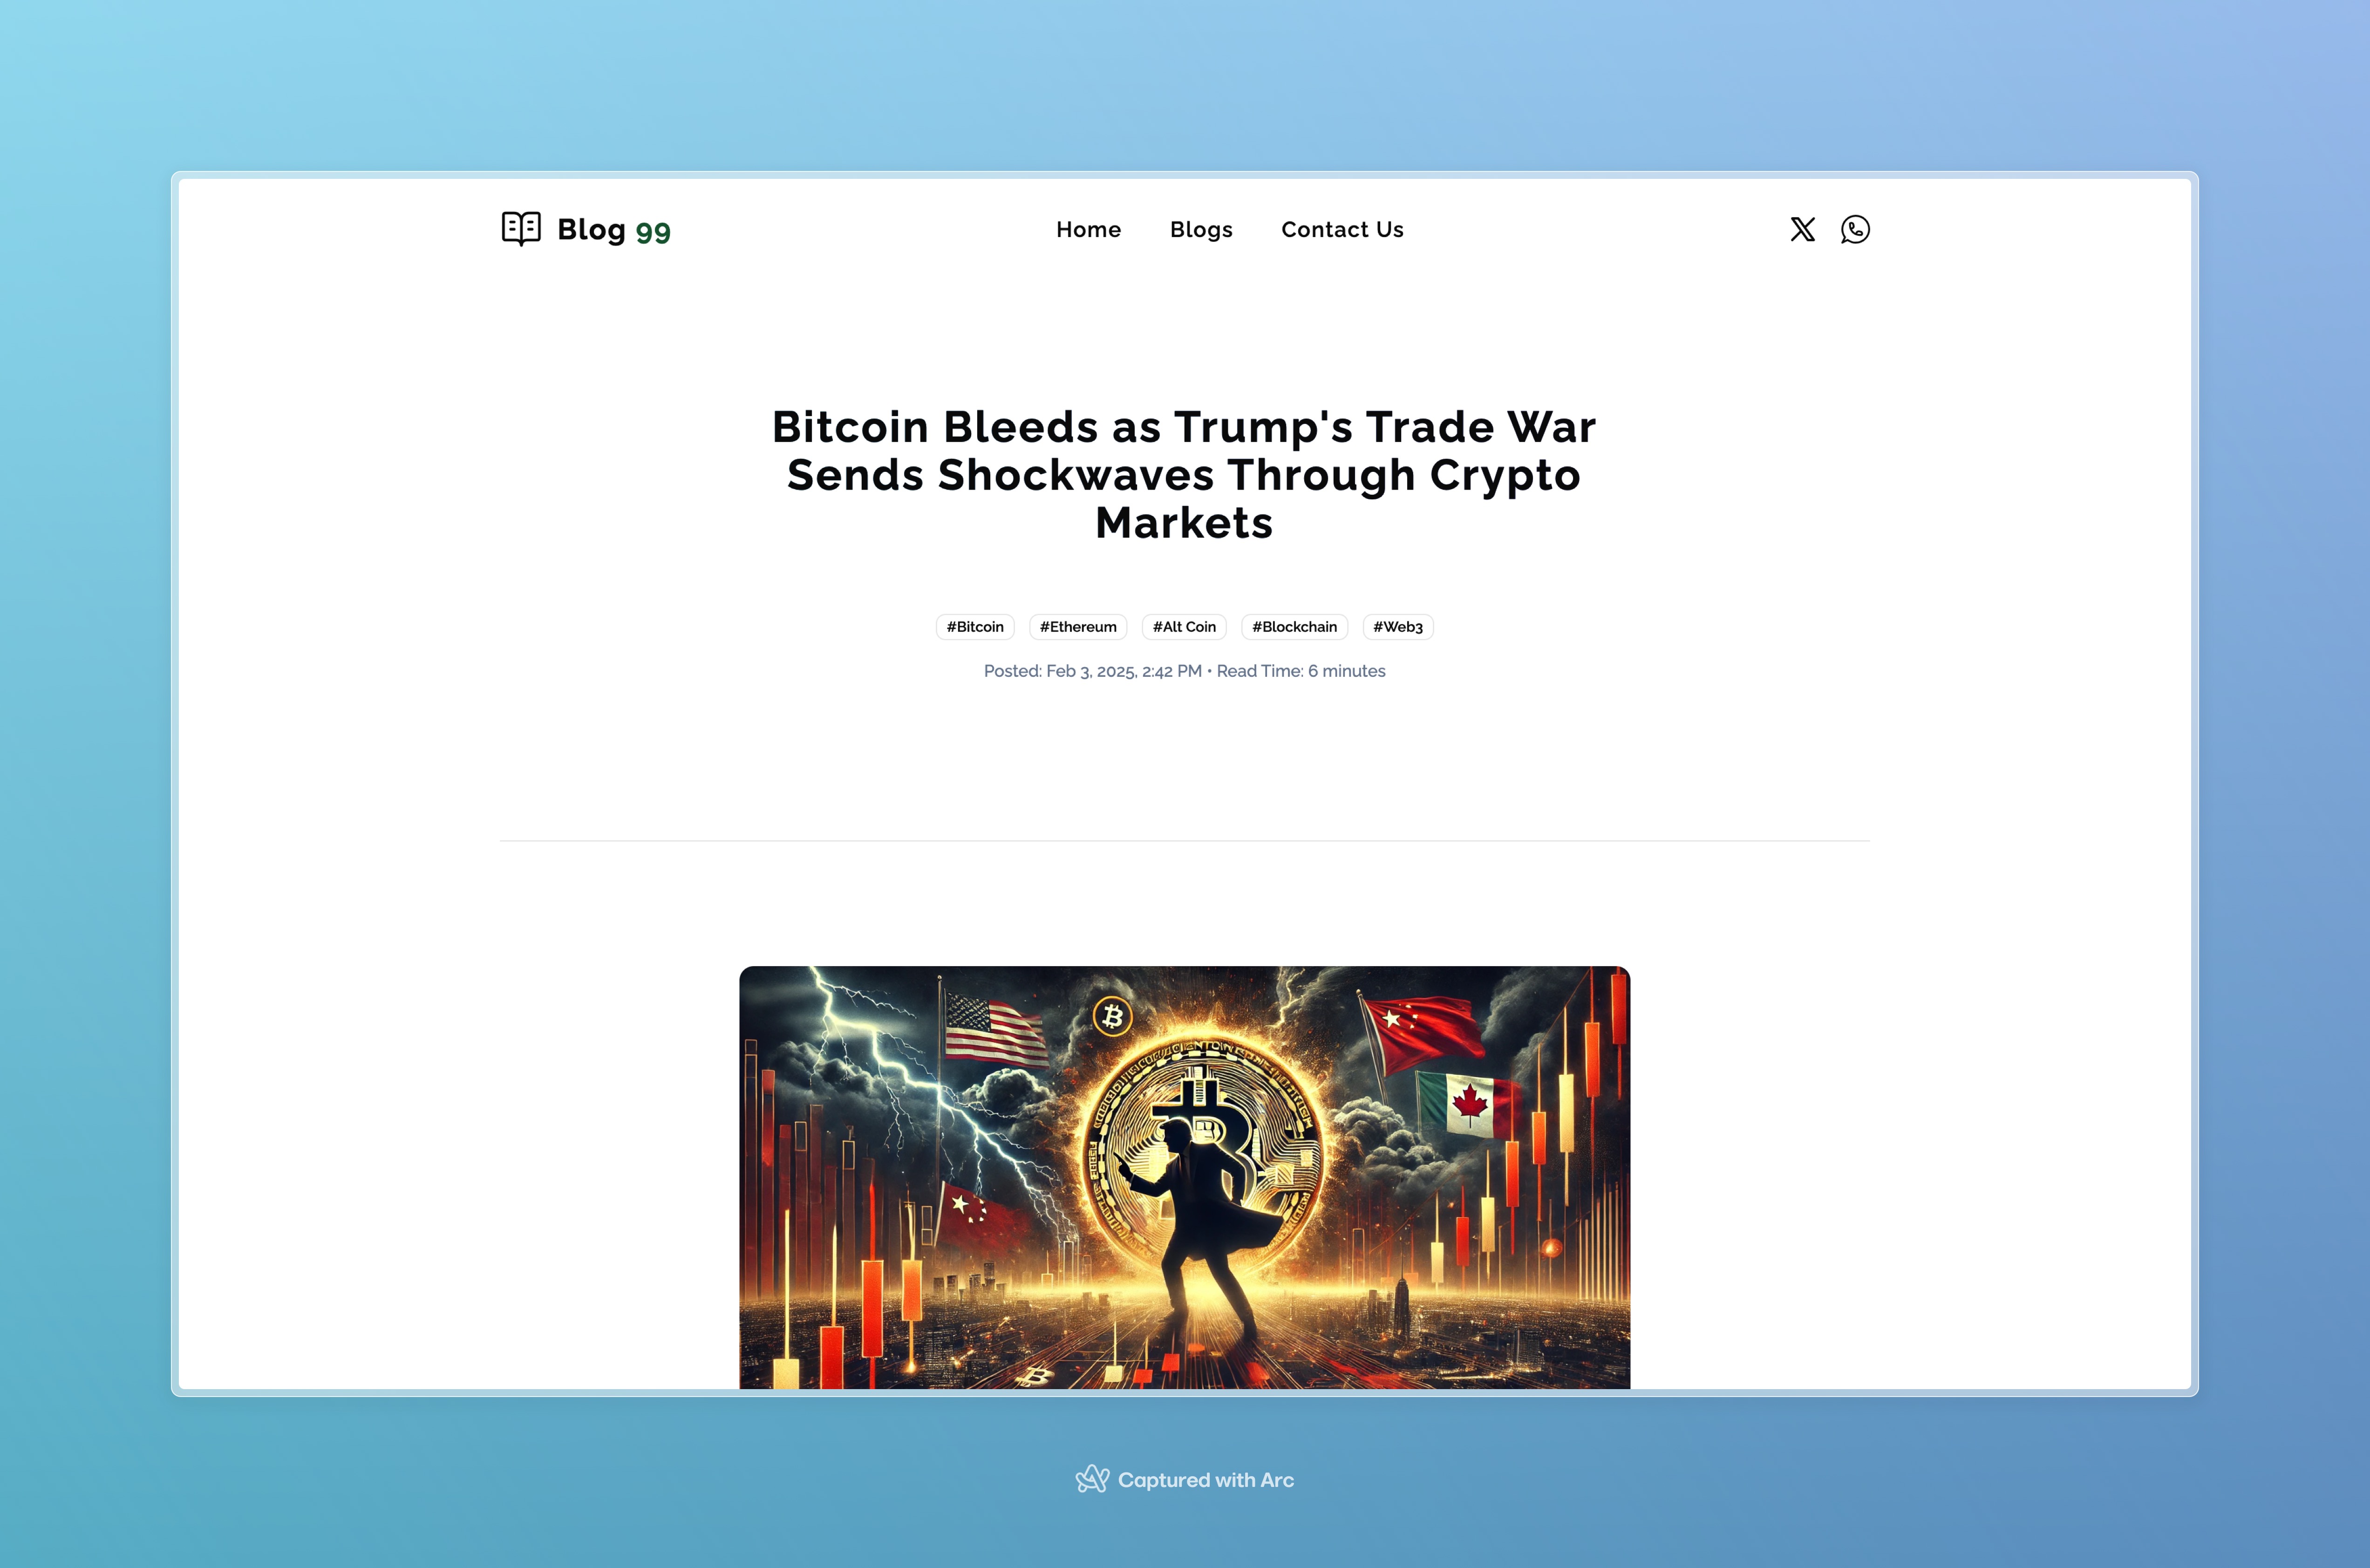 Blog 99
Home Blogs Contact Us
Bitcoin Bleeds as Trump's Trade War
Sends Shockwaves Through Crypto
Markets
#Bitcoin #Ethereum #Alt Coin #Blockchain #Web3
Posted: Feb 3, 2025, 2:42 PM • Read Time: 6 minutes
Captured with Arc